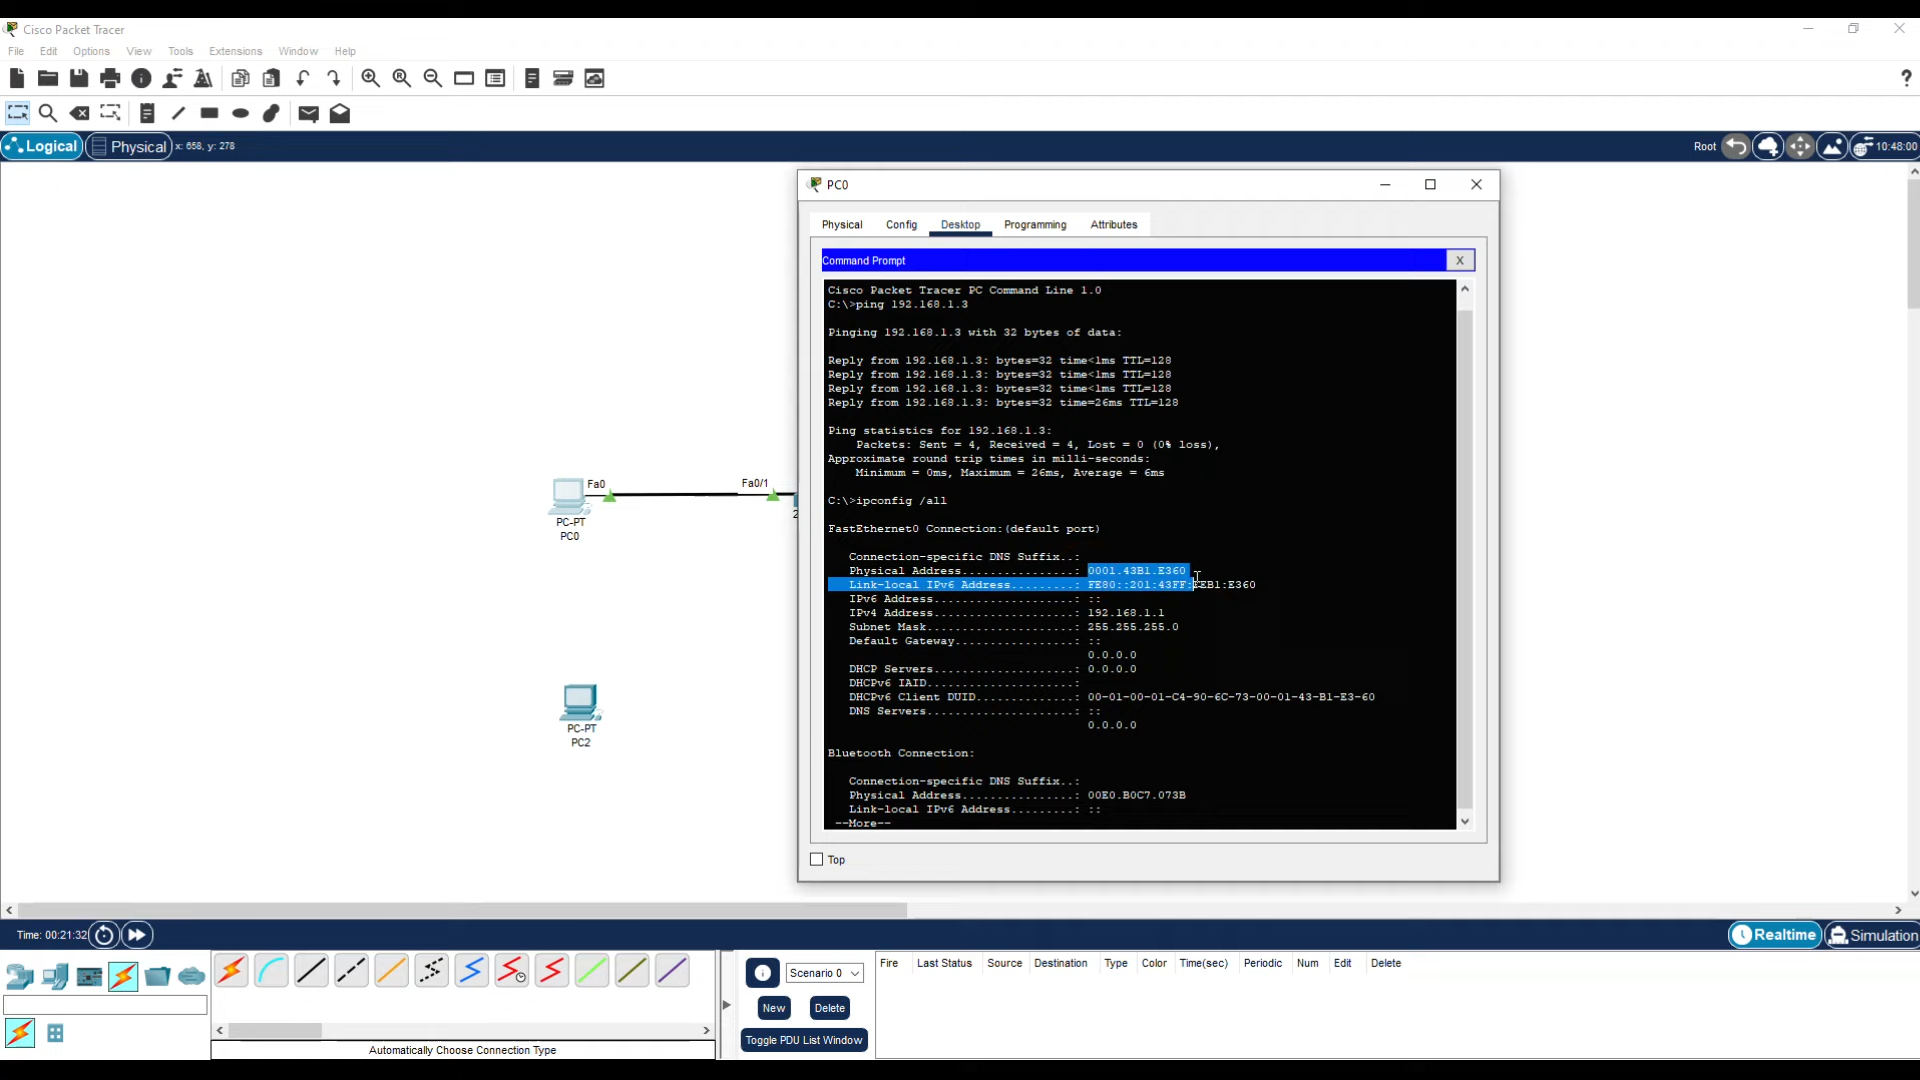 Cisco Packet Tracer
File Edit Options View Tools Extensions Window Help
?
Logical Physical x: 658, y: 278 Root 10:48:00
PC0
Physical Config Desktop Programming Attributes
Command Prompt X
Cisco Packet Tracer PC Command Line 1.0
C:\>ping 192.168.1.3
Pinging 192.168.1.3 with 32 bytes of data:
Reply from 192.168.1.3: bytes=32 time<1ms TTL=128
Reply from 192.168.1.3: bytes=32 time<1ms TTL=128
Reply from 192.168.1.3: bytes=32 time<1ms TTL=128
Reply from 192.168.1.3: bytes=32 time=26ms TTL=128
Ping statistics for 192.168.1.3:
Packets: Sent = 4, Received = 4, Lost = 0 (0% loss),
Approximate round trip times in milli-seconds:
Minimum = 0ms, Maximum = 26ms, Average = 6ms
C:\>ipconfig /all
FastEthernet0 Connection:(default port)
Connection-specific DNS Suffix..:
Physical Address................: 0001.43B1.E360
Link-local IPv6 Address.........: FE80::201:43FF:FEB1:E360
IPv6 Address....................: ::
IPv4 Address....................: 192.168.1.1
Subnet Mask.....................: 255.255.255.0
Default Gateway.................: ::
0.0.0.0
DHCP Servers....................: 0.0.0.0
DHCPv6 IAID.....................:
DHCPv6 Client DUID..............: 00-01-00-01-C4-90-6C-73-00-01-43-B1-E3-60
DNS Servers.....................: ::
0.0.0.0
Bluetooth Connection:
Connection-specific DNS Suffix..:
Physical Address................: 00E0.B0C7.073B
Link-local IPv6 Address.........: ::
--More--
Top
Fa0 Fa0/1
PC-PT
PC0
2
PC-PT
PC2
Time: 00:21:32 Realtime Simulation
Automatically Choose Connection Type
Scenario 0
New Delete
Toggle PDU List Window
Fire Last Status Source Destination Type Color Time(sec) Periodic Num Edit Delete